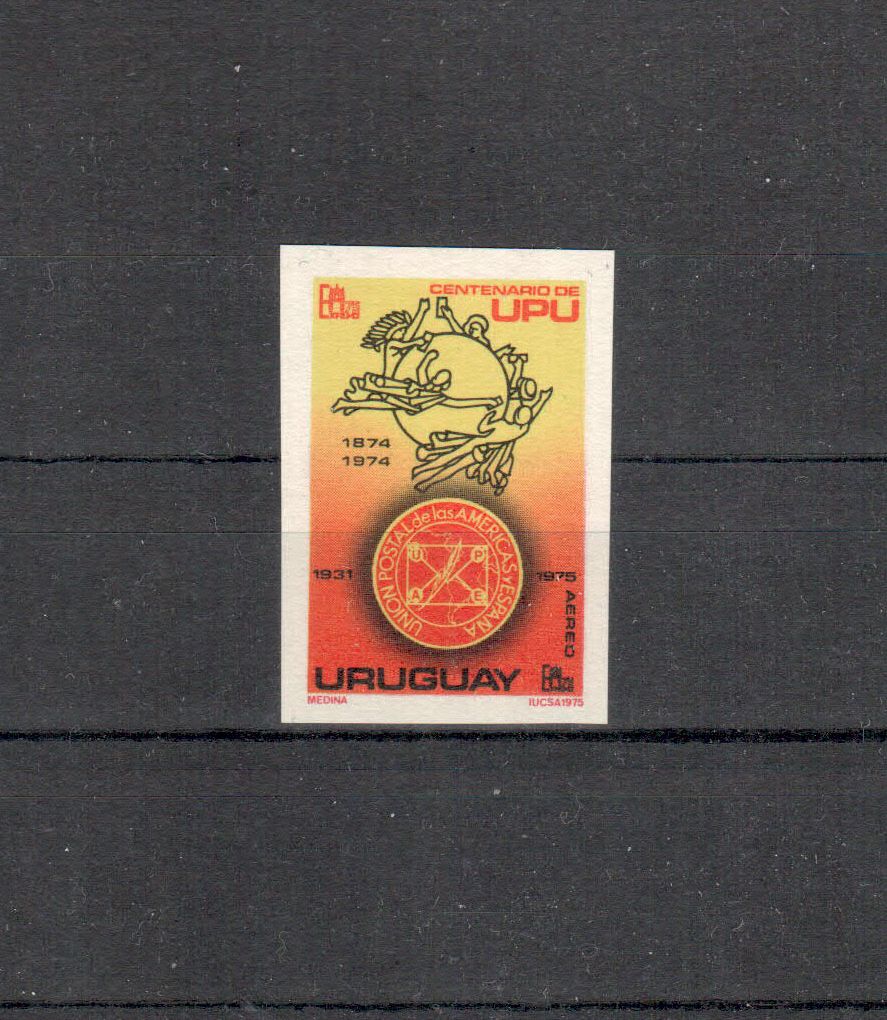 CENTENARIO DE
UPU
1874
1974
UNION POSTAL de las AMERICAS Y ESPAÑA
U P
A E
1931
1975
AEREO
URUGUAY
MEDINA
IUCSA1975